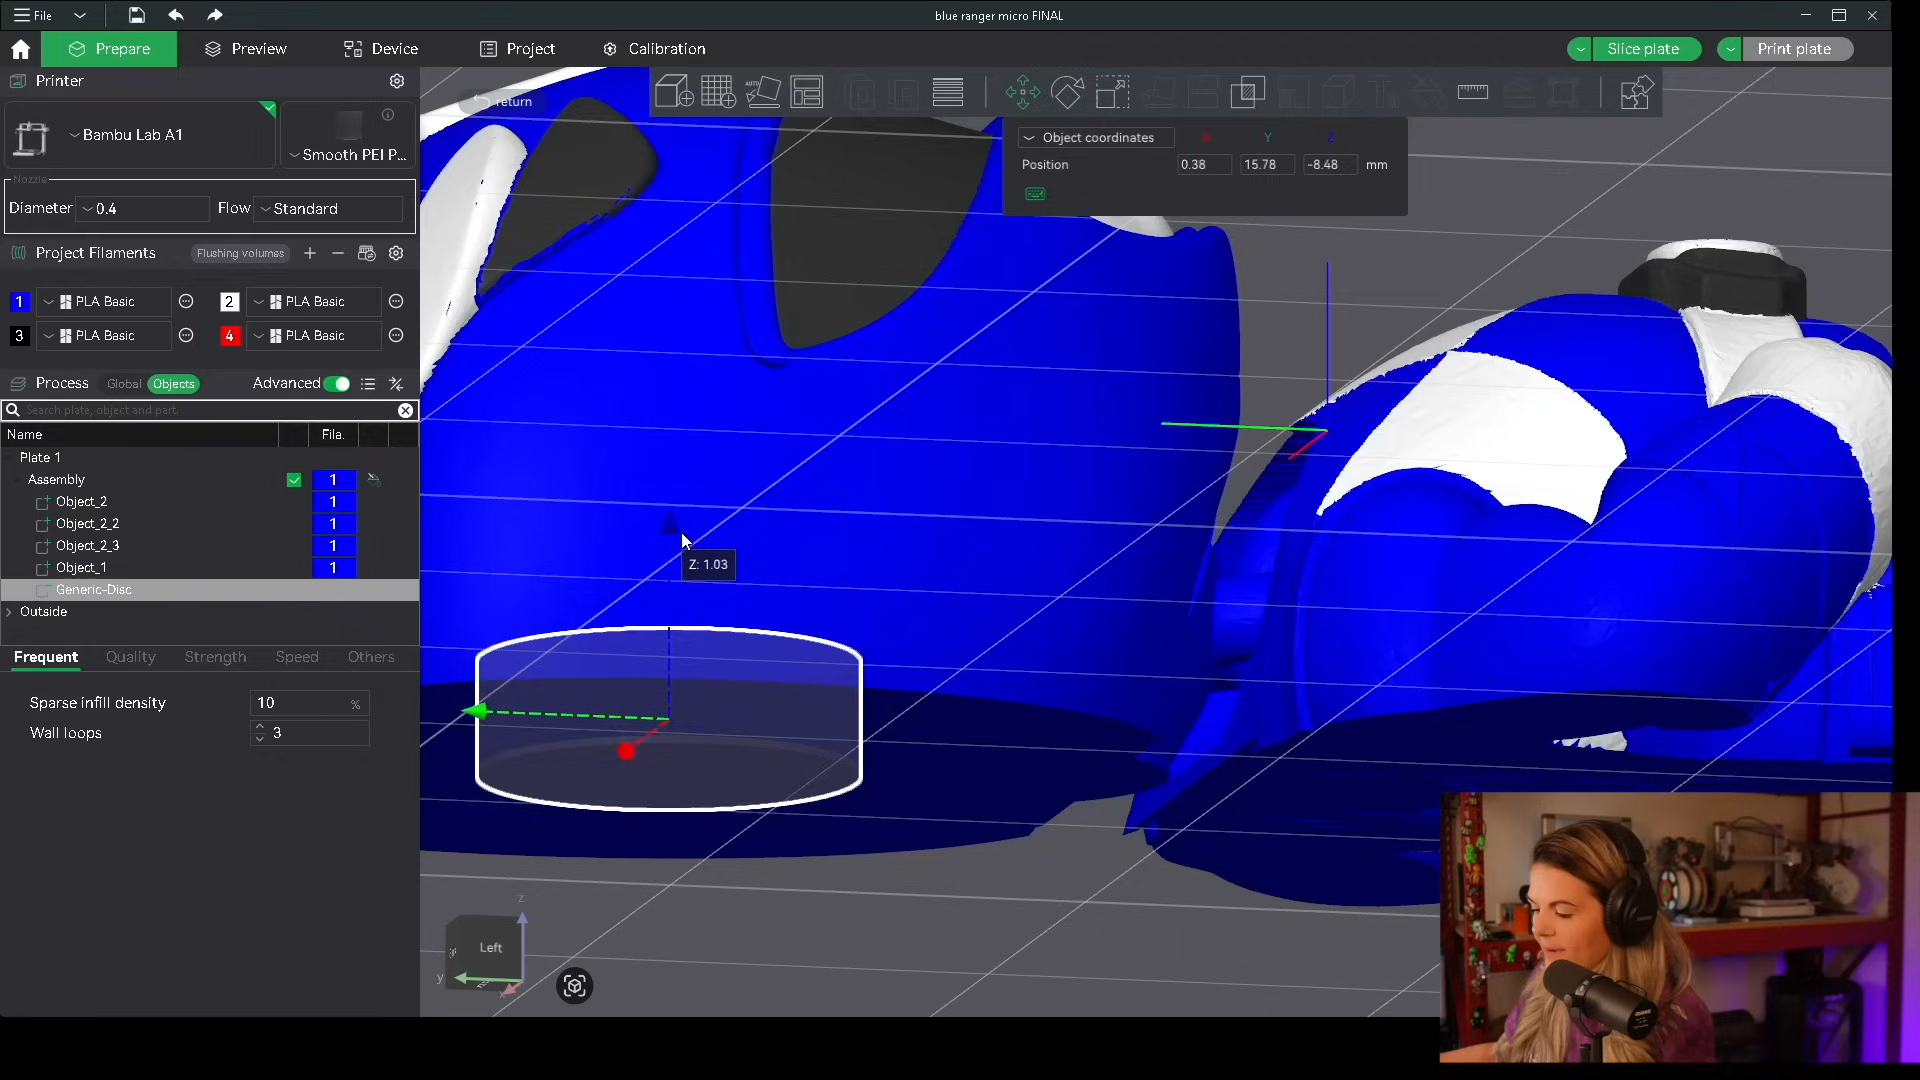 File
blue ranger micro FINAL
Prepare
Preview
Device
Project
Calibration
Slice plate
Print plate
Printer
return
Bambu Lab A1
Smooth PEI P...
Object coordinates
Y
Z
Position
0.38
15.78
-8.48
mm
Nozzle
Diameter
0.4
Flow
Standard
Project Filaments
Flushing volumes
1
PLA Basic
2
PLA Basic
3
PLA Basic
4
PLA Basic
Process
Global
Objects
Advanced
Search plate, object and part.
Name
Fila.
Plate 1
Assembly
1
Object_2
1
Object_2_2
1
Object_2_3
1
Object_1
1
Generic-Disc
Outside
Z: 1.03
Frequent
Quality
Strength
Speed
Others
Sparse infill density
10
%
Wall loops
3
z
Left
y
x